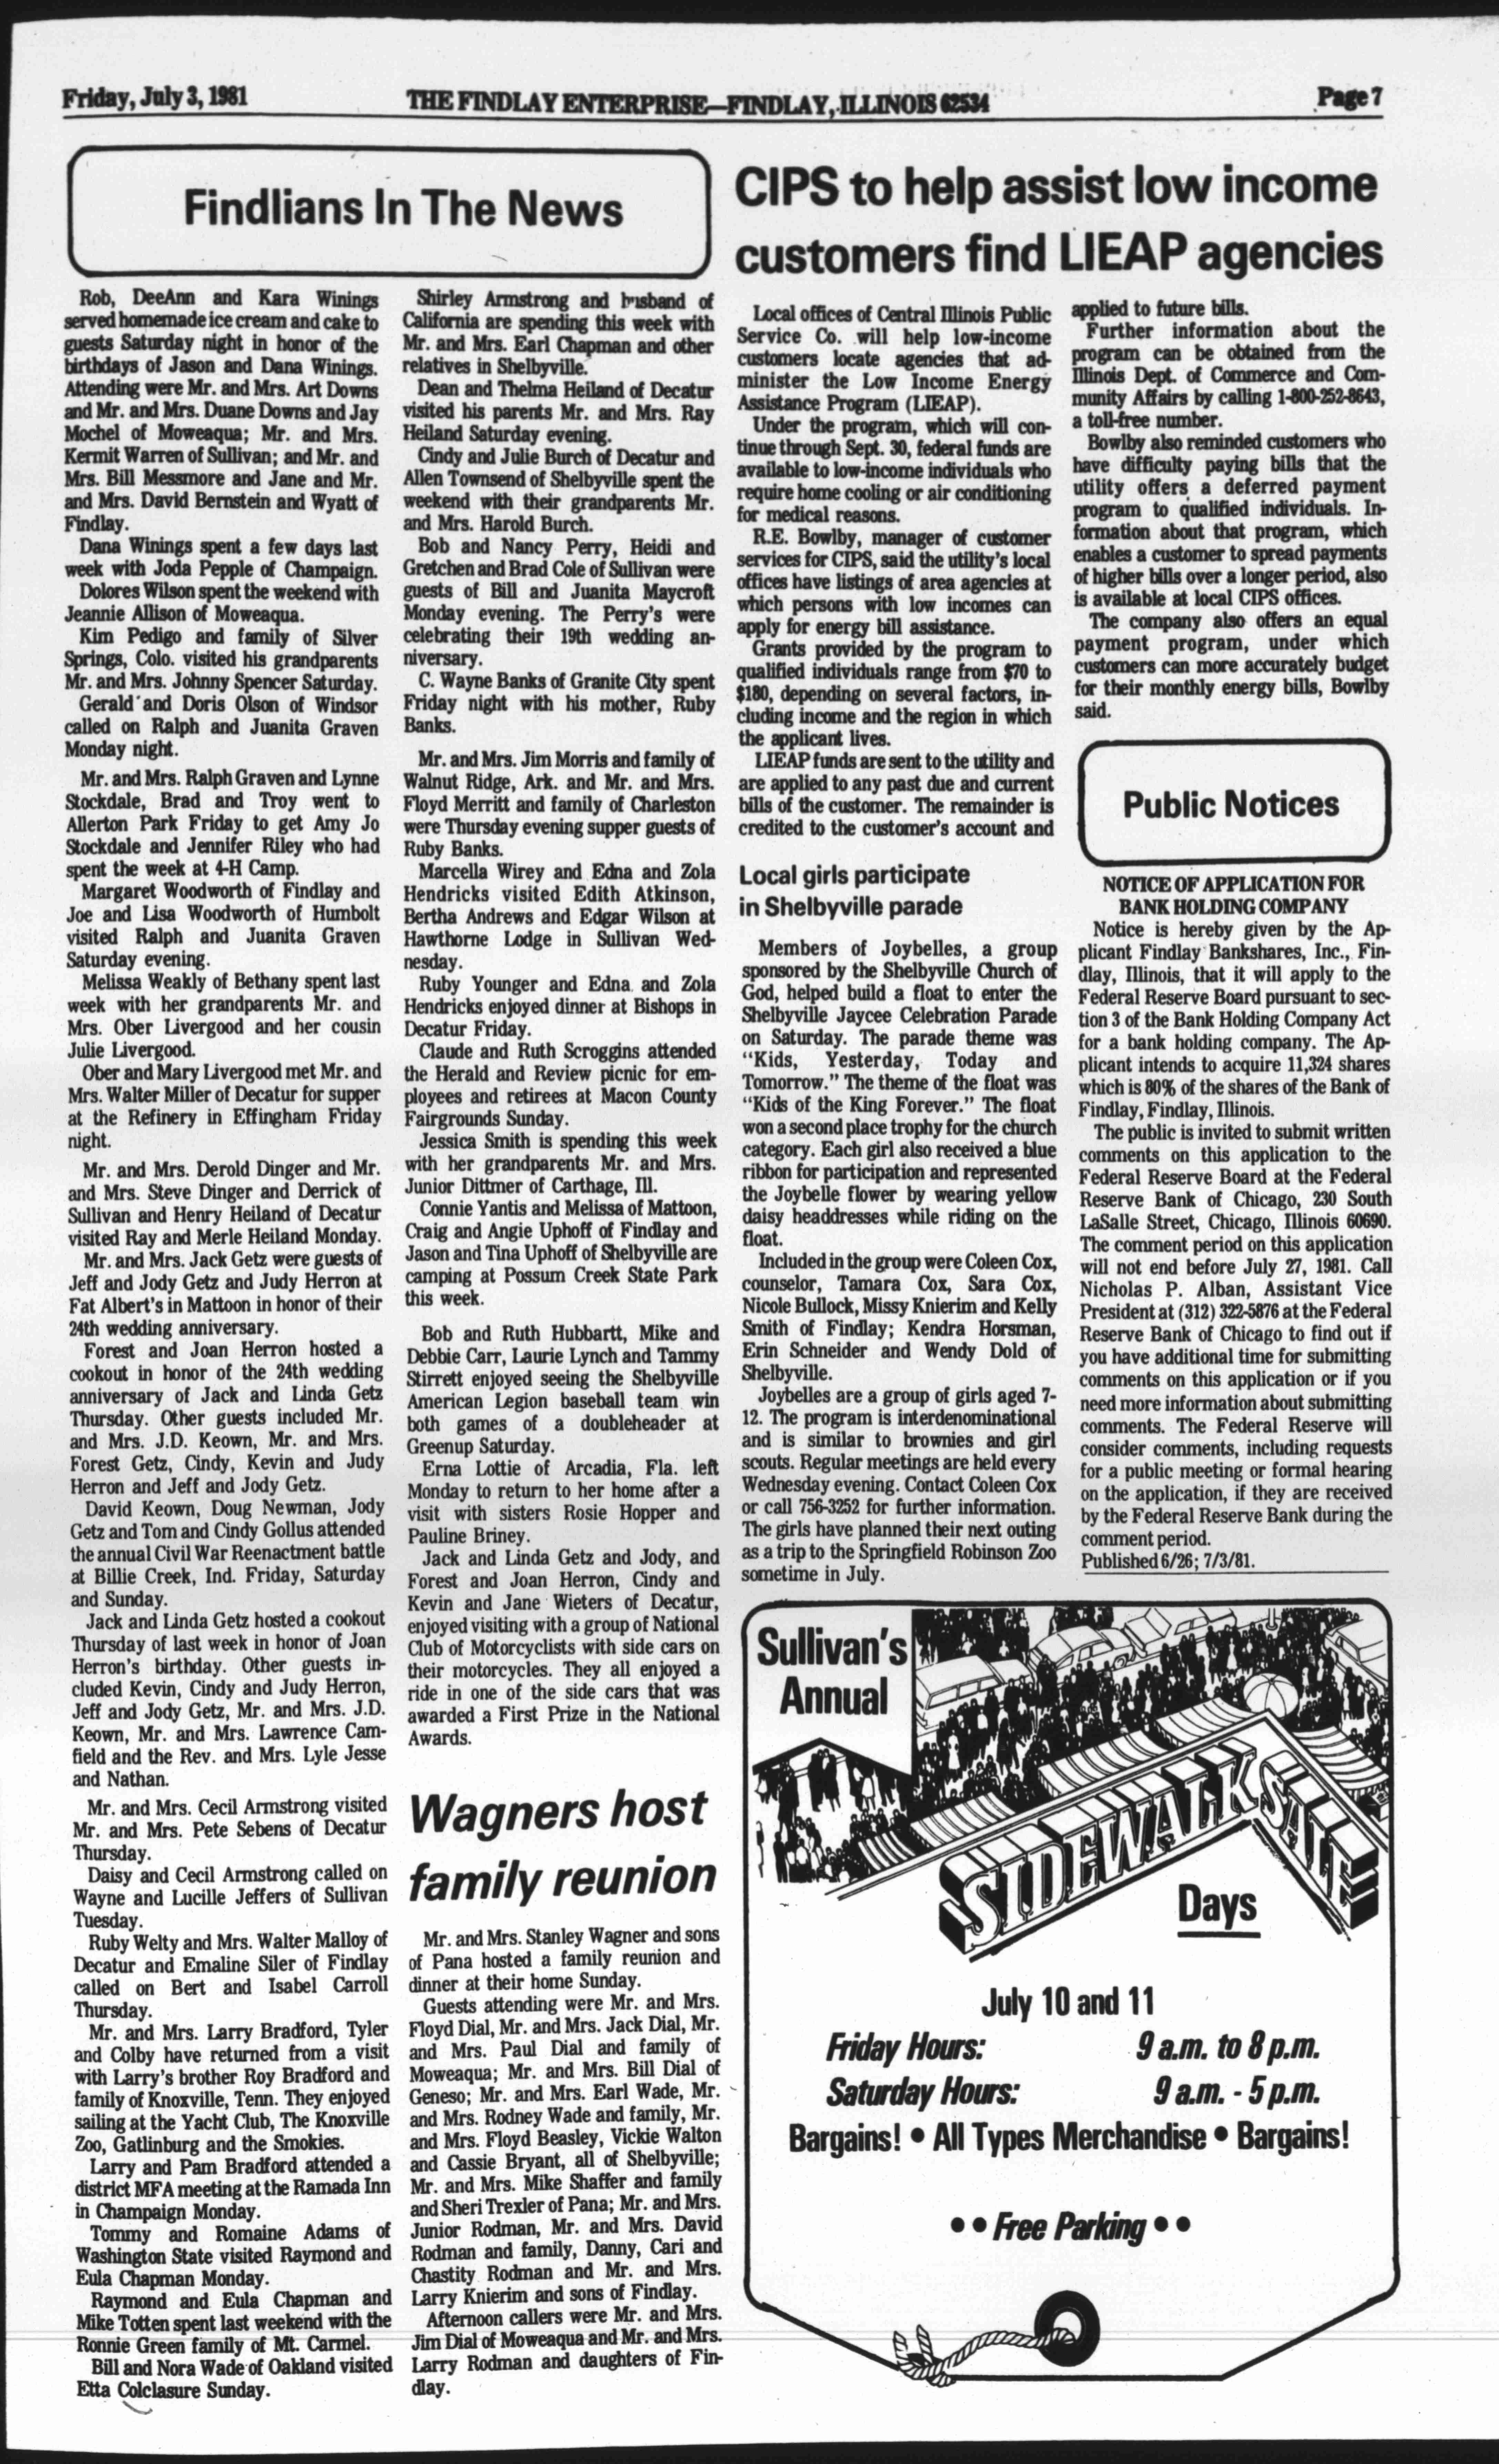 Friday, July 3, 1981
THE FINDLAY ENTERPRISE—FINDLAY, ILLINOIS 62534
Page 7
Findlians In The News
Rob, DeeAnn and Kara Winings
served homemade ice cream and cake to
guests Saturday night in honor of the
birthdays of Jason and Dana Winings.
Attending were Mr. and Mrs. Art Downs
and Mr. and Mrs. Duane Downs and Jay
Mochel of Moweaqua; Mr. and Mrs.
Kermit Warren of Sullivan; and Mr. and
Mrs. Bill Messmore and Jane and Mr.
and Mrs. David Bernstein and Wyatt of
Findlay.
Dana Winings spent a few days last
week with Joda Pepple of Champaign.
Dolores Wilson spent the weekend with
Jeannie Allison of Moweaqua.
Kim Pedigo and family of Silver
Springs, Colo. visited his grandparents
Mr. and Mrs. Johnny Spencer Saturday.
Gerald and Doris Olson of Windsor
called on Ralph and Juanita Graven
Monday night.
Mr. and Mrs. Ralph Graven and Lynne
Stockdale, Brad and Troy went to
Allerton Park Friday to get Amy Jo
Stockdale and Jennifer Riley who had
spent the week at 4-H Camp.
Margaret Woodworth of Findlay and
Joe and Lisa Woodworth of Humbolt
visited Ralph and Juanita Graven
Saturday evening.
Melissa Weakly of Bethany spent last
week with her grandparents Mr. and
Mrs. Ober Livergood and her cousin
Julie Livergood.
Ober and Mary Livergood met Mr. and
Mrs. Walter Miller of Decatur for supper
at the Refinery in Effingham Friday
night.
Mr. and Mrs. Derold Dinger and Mr.
and Mrs. Steve Dinger and Derrick of
Sullivan and Henry Heiland of Decatur
visited Ray and Merle Heiland Monday.
Mr. and Mrs. Jack Getz were guests of
Jeff and Jody Getz and Judy Herron at
Fat Albert's in Mattoon in honor of their
24th wedding anniversary.
Forest and Joan Herron hosted a
cookout in honor of the 24th wedding
anniversary of Jack and Linda Getz
Thursday. Other guests included Mr.
and Mrs. J.D. Keown, Mr. and Mrs.
Forest Getz, Cindy, Kevin and Judy
Herron and Jeff and Jody Getz.
David Keown, Doug Newman, Jody
Getz and Tom and Cindy Gollus attended
the annual Civil War Reenactment battle
at Billie Creek, Ind. Friday, Saturday
and Sunday.
Jack and Linda Getz hosted a cookout
Thursday of last week in honor of Joan
Herron's birthday. Other guests in-
cluded Kevin, Cindy and Judy Herron,
Jeff and Jody Getz, Mr. and Mrs. J.D.
Keown, Mr. and Mrs. Lawrence Cam-
field and the Rev. and Mrs. Lyle Jesse
and Nathan.
Mr. and Mrs. Cecil Armstrong visited
Mr. and Mrs. Pete Sebens of Decatur
Thursday.
Daisy and Cecil Armstrong called on
Wayne and Lucille Jeffers of Sullivan
Tuesday.
Ruby Welty and Mrs. Walter Malloy of
Decatur and Emaline Siler of Findlay
called on Bert and Isabel Carroll
Thursday.
Mr. and Mrs. Larry Bradford, Tyler
and Colby have returned from a visit
with Larry's brother Roy Bradford and
family of Knoxville, Tenn. They enjoyed
sailing at the Yacht Club, The Knoxville
Zoo, Gatlinburg and the Smokies.
Larry and Pam Bradford attended a
district MFA meeting at the Ramada Inn
in Champaign Monday.
Tommy and Romaine Adams of
Washington State visited Raymond and
Eula Chapman Monday.
Raymond and Eula Chapman and
Mike Totten spent last weekend with the
Ronnie Green family of Mt. Carmel.
Bill and Nora Wade of Oakland visited
Etta Colclasure Sunday.
Shirley Armstrong and husband of
California are spending this week with
Mr. and Mrs. Earl Chapman and other
relatives in Shelbyville.
Dean and Thelma Heiland of Decatur
visited his parents Mr. and Mrs. Ray
Heiland Saturday evening.
Cindy and Julie Burch of Decatur and
Allen Townsend of Shelbyville spent the
weekend with their grandparents Mr.
and Mrs. Harold Burch.
Bob and Nancy Perry, Heidi and
Gretchen and Brad Cole of Sullivan were
guests of Bill and Juanita Maycroft
Monday evening. The Perry's were
celebrating their 19th wedding an-
niversary.
C. Wayne Banks of Granite City spent
Friday night with his mother, Ruby
Banks.
Mr. and Mrs. Jim Morris and family of
Walnut Ridge, Ark. and Mr. and Mrs.
Floyd Merritt and family of Charleston
were Thursday evening supper guests of
Ruby Banks.
Marcella Wirey and Edna and Zola
Hendricks visited Edith Atkinson,
Bertha Andrews and Edgar Wilson at
Hawthorne Lodge in Sullivan Wed-
nesday.
Ruby Younger and Edna and Zola
Hendricks enjoyed dinner at Bishops in
Decatur Friday.
Claude and Ruth Scroggins attended
the Herald and Review picnic for em-
ployees and retirees at Macon County
Fairgrounds Sunday.
Jessica Smith is spending this week
with her grandparents Mr. and Mrs.
Junior Dittmer of Carthage, Ill.
Connie Yantis and Melissa of Mattoon,
Craig and Angie Uphoff of Findlay and
Jason and Tina Uphoff of Shelbyville are
camping at Possum Creek State Park
this week.
Bob and Ruth Hubbartt, Mike and
Debbie Carr, Laurie Lynch and Tammy
Stirrett enjoyed seeing the Shelbyville
American Legion baseball team win
both games of a doubleheader at
Greenup Saturday.
Erna Lottie of Arcadia, Fla. left
Monday to return to her home after a
visit with sisters Rosie Hopper and
Pauline Briney.
Jack and Linda Getz and Jody, and
Forest and Joan Herron, Cindy and
Kevin and Jane Wieters of Decatur,
enjoyed visiting with a group of National
Club of Motorcyclists with side cars on
their motorcycles. They all enjoyed a
ride in one of the side cars that was
awarded a First Prize in the National
Awards.
Wagners host
family reunion
Mr. and Mrs. Stanley Wagner and sons
of Pana hosted a family reunion and
dinner at their home Sunday.
Guests attending were Mr. and Mrs.
Floyd Dial, Mr. and Mrs. Jack Dial, Mr.
and Mrs. Paul Dial and family of
Moweaqua; Mr. and Mrs. Bill Dial of
Geneso; Mr. and Mrs. Earl Wade, Mr.
and Mrs. Rodney Wade and family, Mr.
and Mrs. Floyd Beasley, Vickie Walton
and Cassie Bryant, all of Shelbyville;
Mr. and Mrs. Mike Shaffer and family
and Sheri Trexler of Pana; Mr. and Mrs.
Junior Rodman, Mr. and Mrs. David
Rodman and family, Danny, Cari and
Chastity Rodman and Mr. and Mrs.
Larry Knierim and sons of Findlay.
Afternoon callers were Mr. and Mrs.
Jim Dial of Moweaqua and Mr. and Mrs.
Larry Rodman and daughters of Fin-
dlay.
CIPS to help assist low income
customers find LIEAP agencies
Local offices of Central Illinois Public
Service Co. will help low-income
customers locate agencies that ad-
minister the Low Income Energy
Assistance Program (LIEAP).
Under the program, which will con-
tinue through Sept. 30, federal funds are
available to low-income individuals who
require home cooling or air conditioning
for medical reasons.
R.E. Bowlby, manager of customer
services for CIPS, said the utility's local
offices have listings of area agencies at
which persons with low incomes can
apply for energy bill assistance.
Grants provided by the program to
qualified individuals range from $70 to
$180, depending on several factors, in-
cluding income and the region in which
the applicant lives.
LIEAP funds are sent to the utility and
are applied to any past due and current
bills of the customer. The remainder is
credited to the customer's account and
applied to future bills.
Further information about the
program can be obtained from the
Illinois Dept. of Commerce and Com-
munity Affairs by calling 1-800-252-8643,
a toll-free number.
Bowlby also reminded customers who
have difficulty paying bills that the
utility offers a deferred payment
program to qualified individuals. In-
formation about that program, which
enables a customer to spread payments
of higher bills over a longer period, also
is available at local CIPS offices.
The company also offers an equal
payment program, under which
customers can more accurately budget
for their monthly energy bills, Bowlby
said.
Local girls participate
in Shelbyville parade
Members of Joybelles, a group
sponsored by the Shelbyville Church of
God, helped build a float to enter the
Shelbyville Jaycee Celebration Parade
on Saturday. The parade theme was
"Kids, Yesterday, Today and
Tomorrow." The theme of the float was
"Kids of the King Forever." The float
won a second place trophy for the church
category. Each girl also received a blue
ribbon for participation and represented
the Joybelle flower by wearing yellow
daisy headdresses while riding on the
float.
Included in the group were Coleen Cox,
counselor, Tamara Cox, Sara Cox,
Nicole Bullock, Missy Knierim and Kelly
Smith of Findlay; Kendra Horsman,
Erin Schneider and Wendy Dold of
Shelbyville.
Joybelles are a group of girls aged 7-
12. The program is interdenominational
and is similar to brownies and girl
scouts. Regular meetings are held every
Wednesday evening. Contact Coleen Cox
or call 756-3252 for further information.
The girls have planned their next outing
as a trip to the Springfield Robinson Zoo
sometime in July.
Public Notices
NOTICE OF APPLICATION FOR
BANK HOLDING COMPANY
Notice is hereby given by the Ap-
plicant Findlay Bankshares, Inc., Fin-
dlay, Illinois, that it will apply to the
Federal Reserve Board pursuant to sec-
tion 3 of the Bank Holding Company Act
for a bank holding company. The Ap-
plicant intends to acquire 11,324 shares
which is 80% of the shares of the Bank of
Findlay, Findlay, Illinois.
The public is invited to submit written
comments on this application to the
Federal Reserve Board at the Federal
Reserve Bank of Chicago, 230 South
LaSalle Street, Chicago, Illinois 60690.
The comment period on this application
will not end before July 27, 1981. Call
Nicholas P. Alban, Assistant Vice
President at (312) 322-5876 at the Federal
Reserve Bank of Chicago to find out if
you have additional time for submitting
comments on this application or if you
need more information about submitting
comments. The Federal Reserve will
consider comments, including requests
for a public meeting or formal hearing
on the application, if they are received
by the Federal Reserve Bank during the
comment period.
Published 6/26; 7/3/81.
Sullivan's
Annual
SIDEWALK SALE
Days
July 10 and 11
Friday Hours: 9 a.m. to 8 p.m.
Saturday Hours: 9 a.m. - 5 p.m.
Bargains! • All Types Merchandise • Bargains!
• • Free Parking • •